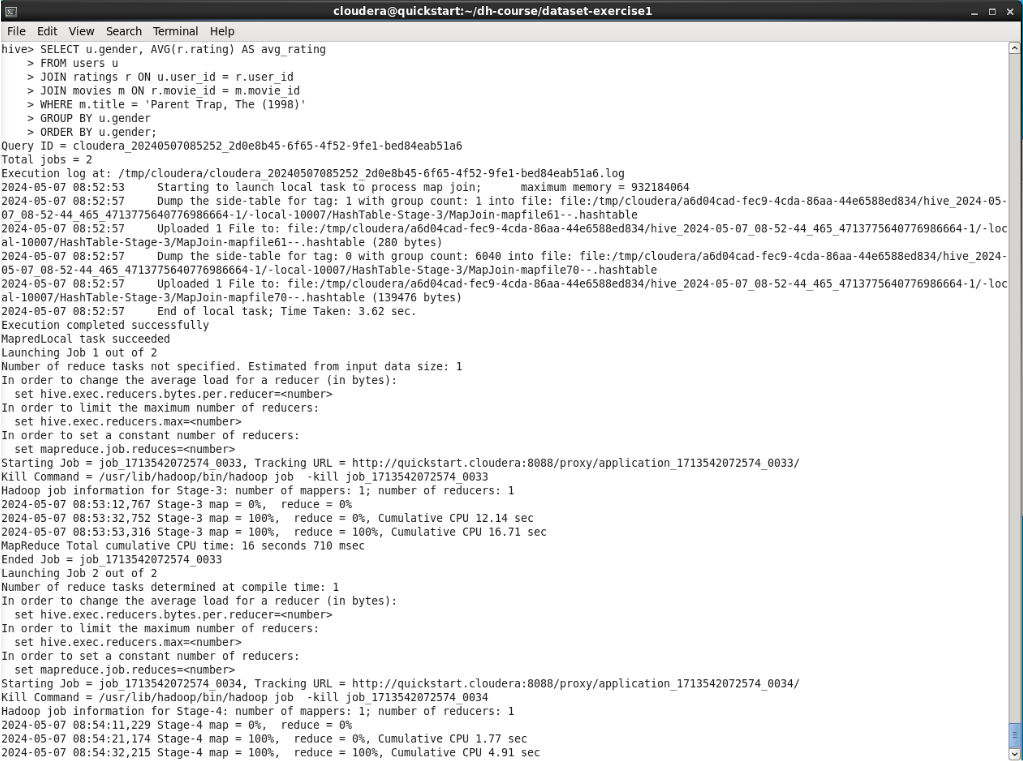 cloudera@quickstart:~/dh-course/dataset-exercise1
File Edit View Search Terminal Help
hive> SELECT u.gender, AVG(r.rating) AS avg_rating
    > FROM users u
    > JOIN ratings r ON u.user_id = r.user_id
    > JOIN movies m ON r.movie_id = m.movie_id
    > WHERE m.title = 'Parent Trap, The (1998)'
    > GROUP BY u.gender
    > ORDER BY u.gender;
Query ID = cloudera_20240507085252_2d0e8b45-6f65-4f52-9fe1-bed84eab51a6
Total jobs = 2
Execution log at: /tmp/cloudera/cloudera_20240507085252_2d0e8b45-6f65-4f52-9fe1-bed84eab51a6.log
2024-05-07 08:52:53     Starting to launch local task to process map join;      maximum memory = 932184064
2024-05-07 08:52:57     Dump the side-table for tag: 1 with group count: 1 into file: file:/tmp/cloudera/a6d04cad-fec9-4cda-86aa-44e6588ed834/hive_2024-05-
07_08-52-44_465_4713775640776986664-1/-local-10007/HashTable-Stage-3/MapJoin-mapfile61--.hashtable
2024-05-07 08:52:57     Uploaded 1 File to: file:/tmp/cloudera/a6d04cad-fec9-4cda-86aa-44e6588ed834/hive_2024-05-07_08-52-44_465_4713775640776986664-1/-loc
al-10007/HashTable-Stage-3/MapJoin-mapfile61--.hashtable (280 bytes)
2024-05-07 08:52:57     Dump the side-table for tag: 0 with group count: 6040 into file: file:/tmp/cloudera/a6d04cad-fec9-4cda-86aa-44e6588ed834/hive_2024-
05-07_08-52-44_465_4713775640776986664-1/-local-10007/HashTable-Stage-3/MapJoin-mapfile70--.hashtable
2024-05-07 08:52:57     Uploaded 1 File to: file:/tmp/cloudera/a6d04cad-fec9-4cda-86aa-44e6588ed834/hive_2024-05-07_08-52-44_465_4713775640776986664-1/-loc
al-10007/HashTable-Stage-3/MapJoin-mapfile70--.hashtable (139476 bytes)
2024-05-07 08:52:57     End of local task; Time Taken: 3.62 sec.
Execution completed successfully
MapredLocal task succeeded
Launching Job 1 out of 2
Number of reduce tasks not specified. Estimated from input data size: 1
In order to change the average load for a reducer (in bytes):
  set hive.exec.reducers.bytes.per.reducer=<number>
In order to limit the maximum number of reducers:
  set hive.exec.reducers.max=<number>
In order to set a constant number of reducers:
  set mapreduce.job.reduces=<number>
Starting Job = job_1713542072574_0033, Tracking URL = http://quickstart.cloudera:8088/proxy/application_1713542072574_0033/
Kill Command = /usr/lib/hadoop/bin/hadoop job  -kill job_1713542072574_0033
Hadoop job information for Stage-3: number of mappers: 1; number of reducers: 1
2024-05-07 08:53:12,767 Stage-3 map = 0%,  reduce = 0%
2024-05-07 08:53:32,752 Stage-3 map = 100%,  reduce = 0%, Cumulative CPU 12.14 sec
2024-05-07 08:53:53,316 Stage-3 map = 100%,  reduce = 100%, Cumulative CPU 16.71 sec
MapReduce Total cumulative CPU time: 16 seconds 710 msec
Ended Job = job_1713542072574_0033
Launching Job 2 out of 2
Number of reduce tasks determined at compile time: 1
In order to change the average load for a reducer (in bytes):
  set hive.exec.reducers.bytes.per.reducer=<number>
In order to limit the maximum number of reducers:
  set hive.exec.reducers.max=<number>
In order to set a constant number of reducers:
  set mapreduce.job.reduces=<number>
Starting Job = job_1713542072574_0034, Tracking URL = http://quickstart.cloudera:8088/proxy/application_1713542072574_0034/
Kill Command = /usr/lib/hadoop/bin/hadoop job  -kill job_1713542072574_0034
Hadoop job information for Stage-4: number of mappers: 1; number of reducers: 1
2024-05-07 08:54:11,229 Stage-4 map = 0%,  reduce = 0%
2024-05-07 08:54:21,174 Stage-4 map = 100%,  reduce = 0%, Cumulative CPU 1.77 sec
2024-05-07 08:54:32,215 Stage-4 map = 100%,  reduce = 100%, Cumulative CPU 4.91 sec